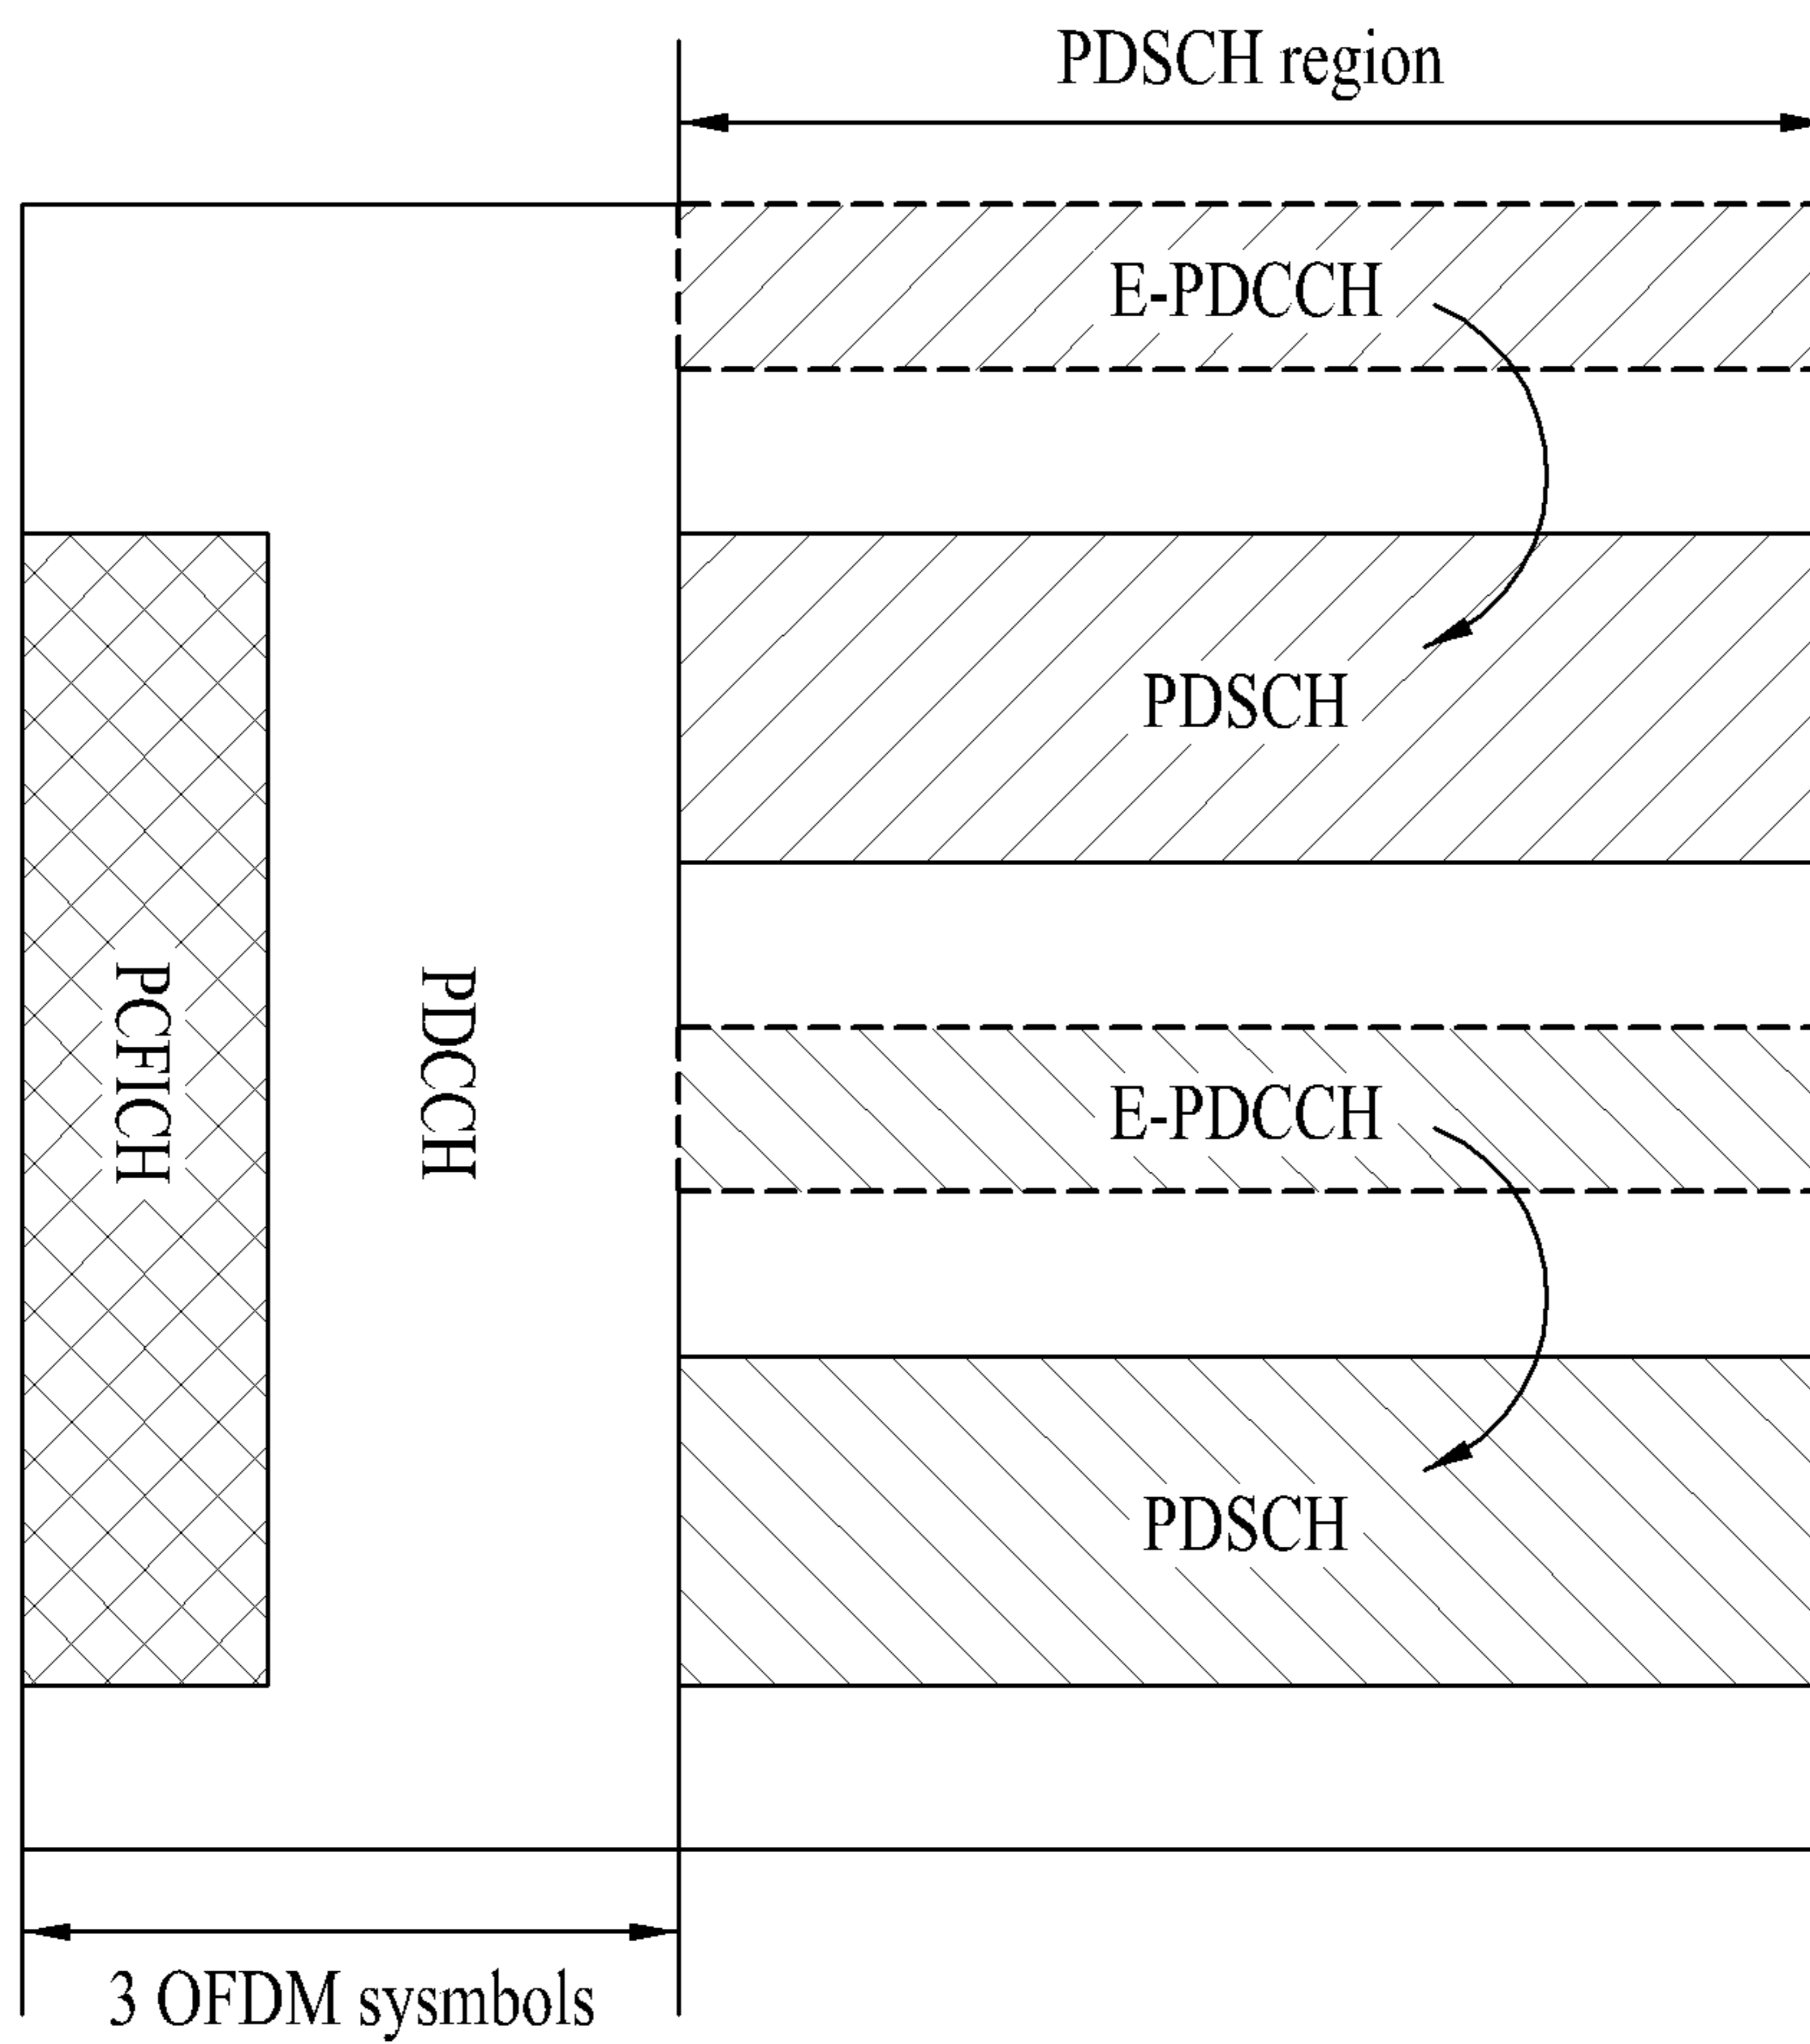 PDSCH region
E-PDCCH
PDSCH
PCFICH
PDCCH
E-PDCCH
PDSCH
3 OFDM sysmbols